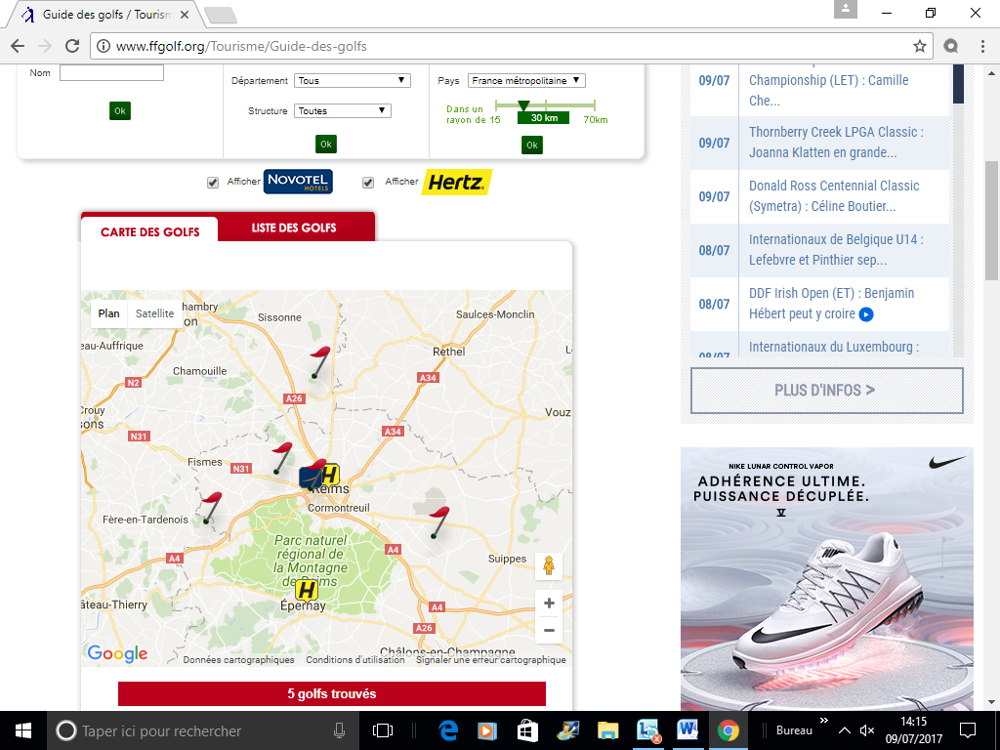 Guide des golfs / Tourism
www.ffgolf.org/Tourisme/Guide-des-golfs
Nom
Ok
Département Tous
Structure Toutes
Ok
Pays France métropolitaine
Dans un
rayon de 15 30 km 70km
Ok
Afficher NOVOTEL
HOTELS
Afficher Hertz.
CARTE DES GOLFS
LISTE DES GOLFS
Plan
Satellite
hambry
on
Sissonne
Saulces-Monclin
eau-Auffrique
Rethel
Chamouille
N2
A34
A26
Crouy
sons
Vouz
N31
A34
Fismes
N31
H
Reims
Cormontreuil
Fère-en-Tardenois
Parc naturel
régional de
la Montagne
de Reims
A4
A4
Suippes
H
Épernay
âteau-Thierry
A4
A26
Châlons-en-Champagne
Google
Données cartographiques
Conditions d'utilisation
Signaler une erreur cartographique
5 golfs trouvés
09/07
Championship (LET) : Camille
Che...
09/07
Thornberry Creek LPGA Classic :
Joanna Klatten en grande...
09/07
Donald Ross Centennial Classic
(Symetra) : Céline Boutier...
08/07
Internationaux de Belgique U14 :
Lefebvre et Pinthier sep...
08/07
DDF Irish Open (ET) : Benjamin
Hébert peut y croire
08/07
Internationaux du Luxembourg :
PLUS D'INFOS >
NIKE LUNAR CONTROL VAPOR
ADHÉRENCE ULTIME.
PUISSANCE DÉCUPLÉE.
Taper ici pour rechercher
Bureau
14:15
09/07/2017